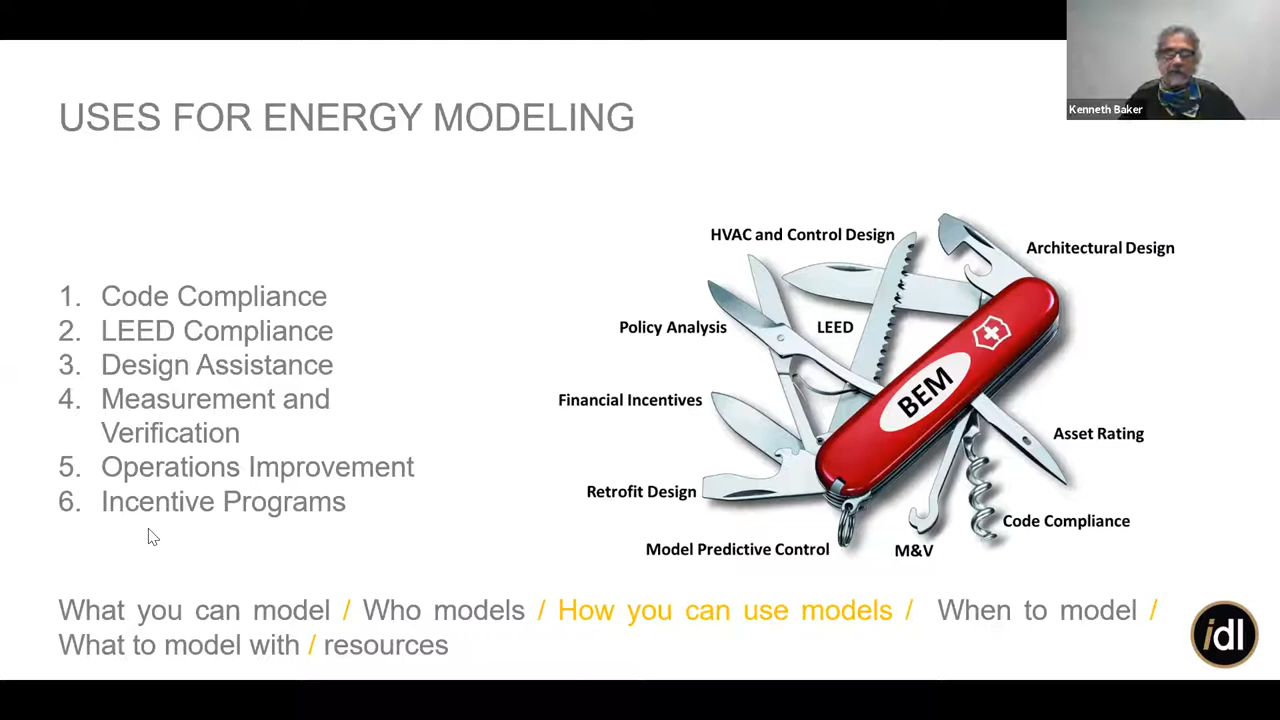 Kenneth Baker
USES FOR ENERGY MODELING
1. Code Compliance
2. LEED Compliance
3. Design Assistance
4. Measurement and
Verification
5. Operations Improvement
6. Incentive Programs
HVAC and Control Design
Architectural Design
Policy Analysis
LEED
BEM
Financial Incentives
Asset Rating
Retrofit Design
Code Compliance
Model Predictive Control
M&V
What you can model / Who models / How you can use models / When to model /
What to model with / resources
idl